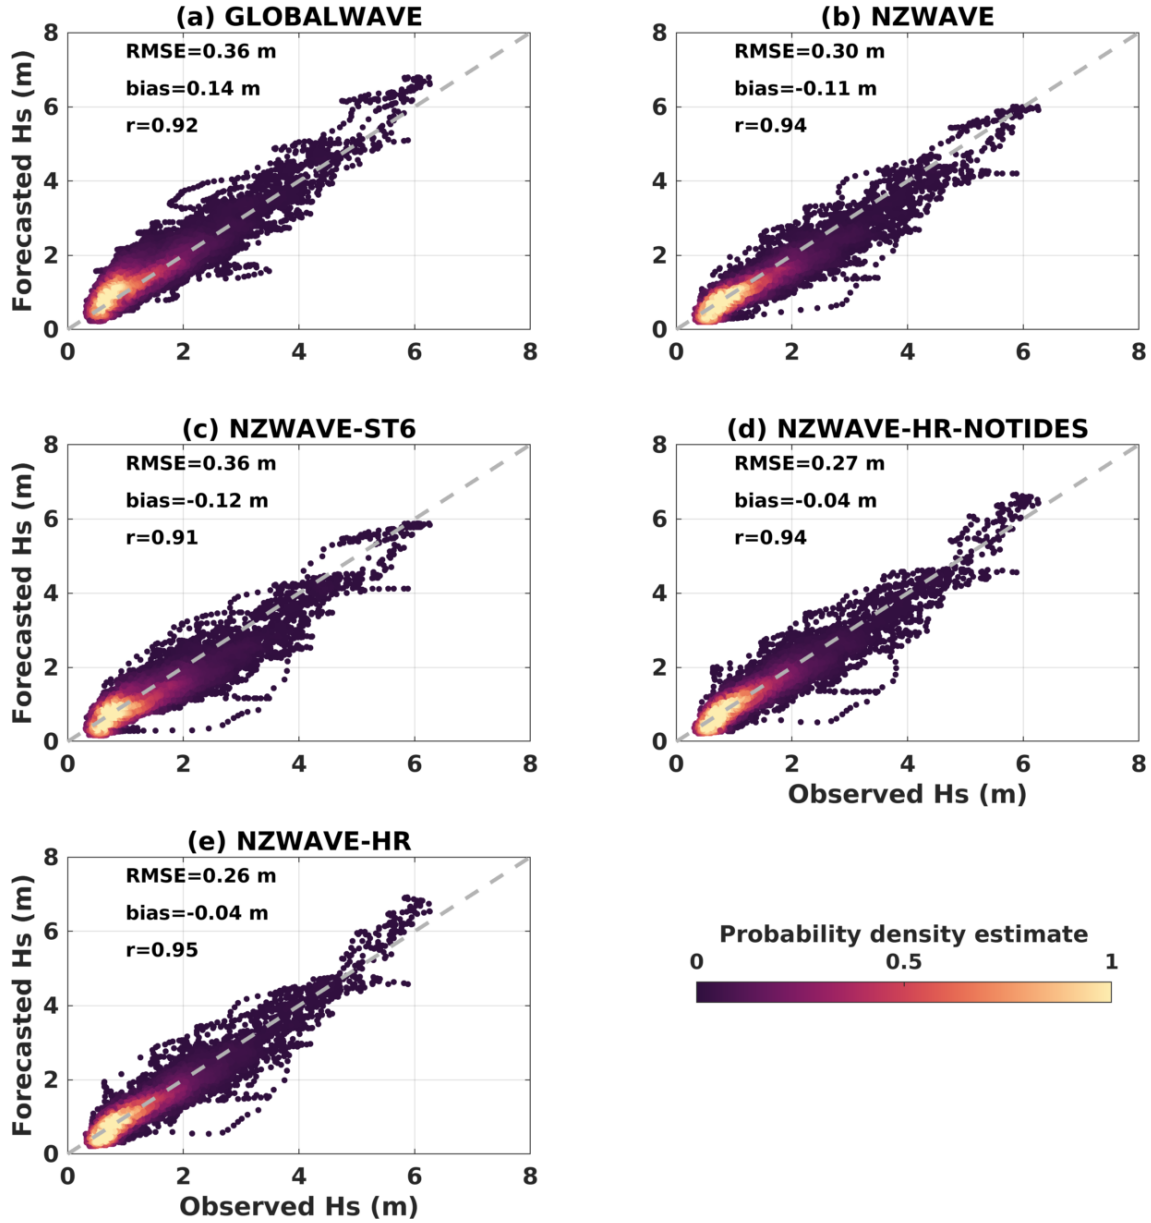 (a) GLOBALWAVE
RMSE=0.36 m
bias=0.14 m
r=0.92
Forecasted Hs (m)
8
6
4
2
0
0 2 4 6 8
(b) NZWAVE
RMSE=0.30 m
bias=-0.11 m
r=0.94
8
6
4
2
0
0 2 4 6 8
(c) NZWAVE-ST6
RMSE=0.36 m
bias=-0.12 m
r=0.91
Forecasted Hs (m)
8
6
4
2
0
0 2 4 6 8
(d) NZWAVE-HR-NOTIDES
RMSE=0.27 m
bias=-0.04 m
r=0.94
8
6
4
2
0
0 2 4 6 8
Observed Hs (m)
(e) NZWAVE-HR
RMSE=0.26 m
bias=-0.04 m
r=0.95
Forecasted Hs (m)
8
6
4
2
0
0 2 4 6 8
Observed Hs (m)
Probability density estimate
0 0.5 1